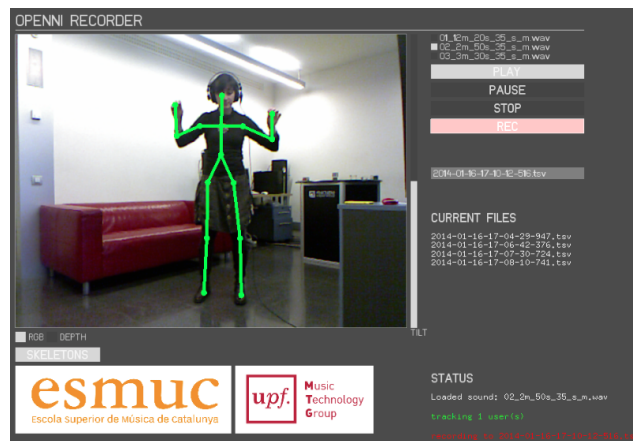 OPENNI RECORDER
01_12m_20s_35_s_m.wav
02_2m_50s_35_s_m.wav
03_3m_30s_35_s_m.wav
PLAY
PAUSE
STOP
REC
2014-01-16-17-10-12-516.tsv
CURRENT FILES
2014-01-16-17-04-29-947.tsv
2014-01-16-17-06-42-376.tsv
2014-01-16-17-07-30-724.tsv
2014-01-16-17-08-10-741.tsv
TILT
RGB DEPTH
SKELETONS
esmuc
Escola Superior de Música de Catalunya
upf.
Music
Technology
Group
STATUS
Loaded sound: 02_2m_50s_35_s_m.wav
tracking 1 user(s)